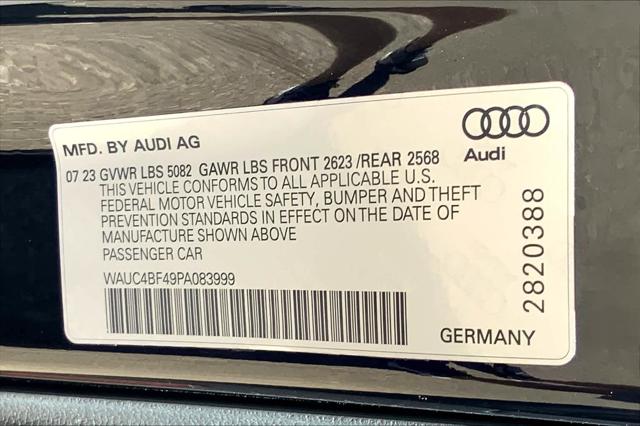 MFD. BY AUDI AG
07 23 GVWR LBS 5082 GAWR LBS FRONT 2623 /REAR 2568
THIS VEHICLE CONFORMS TO ALL APPLICABLE U.S.
FEDERAL MOTOR VEHICLE SAFETY, BUMPER AND THEFT
PREVENTION STANDARDS IN EFFECT ON THE DATE OF
MANUFACTURE SHOWN ABOVE
PASSENGER CAR
WAUC4BF49PA083999
Audi
2820388
GERMANY